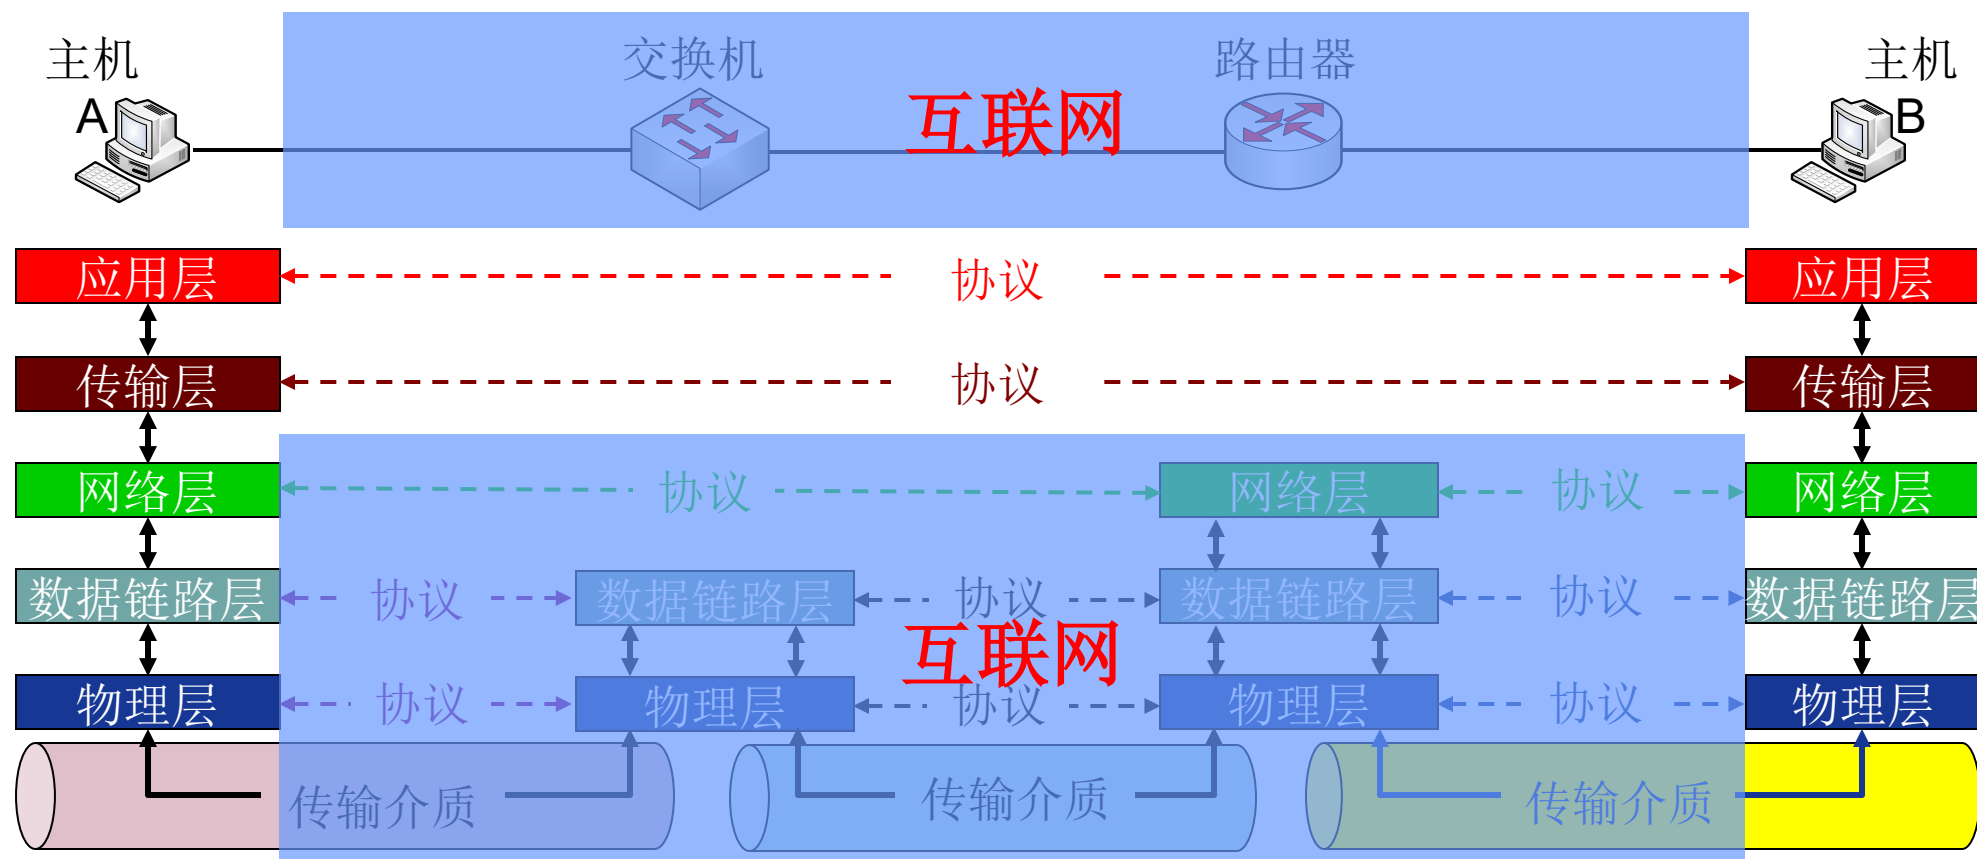 主机
交换机
路由器
主机
A
互联网
B
应用层
协议
应用层
传输层
协议
传输层
网络层
协议
网络层
协议
网络层
数据链路层
协议
数据链路层
协议
数据链路层
协议
数据链路层
互联网
物理层
协议
物理层
协议
物理层
协议
物理层
传输介质
传输介质
传输介质